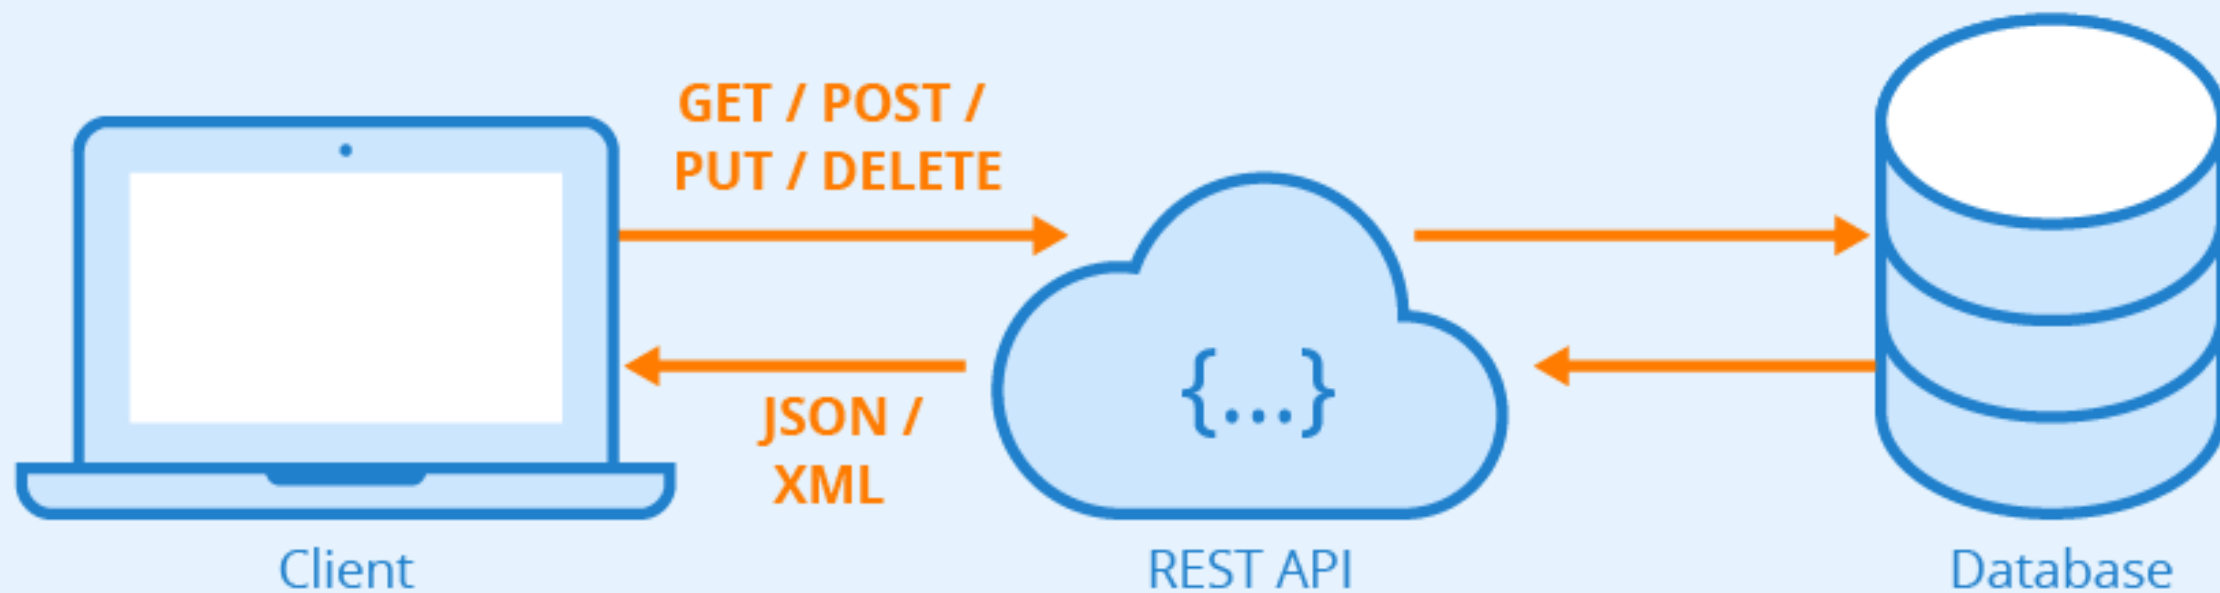 GET / POST /
PUT / DELETE
{...}
JSON /
XML
Client
REST API
Database